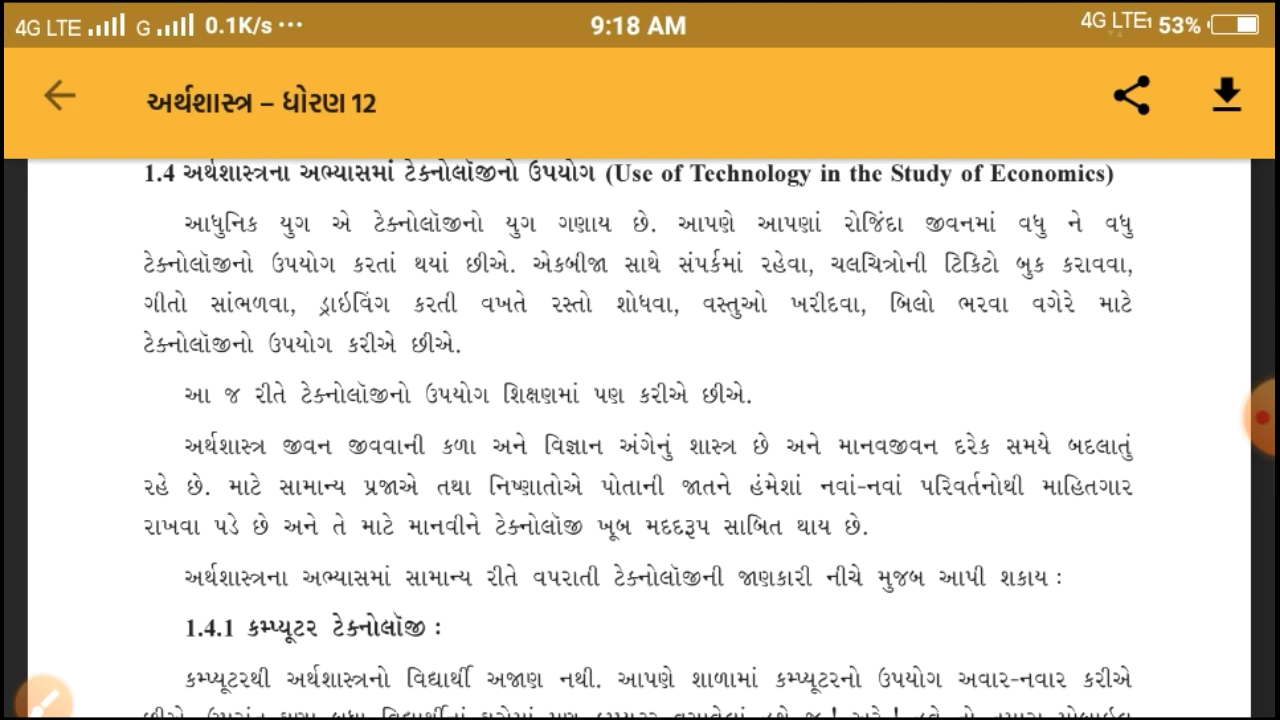 4G LTE G 0.1K/s ··· 9:18 AM 4G LTE 53%
અર્થશાસ્ત્ર – ધોરણ 12
1.4 અર્થશાસ્ત્રના અભ્યાસમાં ટેક્નોલૉજીનો ઉપયોગ (Use of Technology in the Study of Economics)
આધુનિક યુગ એ ટેક્નોલૉજીનો યુગ ગણાય છે. આપણે આપણાં રોજિંદા જીવનમાં વધુ ને વધુ
ટેક્નોલૉજીનો ઉપયોગ કરતાં થયાં છીએ. એકબીજા સાથે સંપર્કમાં રહેવા, ચલચિત્રોની ટિકિટો બુક કરાવવા,
ગીતો સાંભળવા, ડ્રાઇવિંગ કરતી વખતે રસ્તો શોધવા, વસ્તુઓ ખરીદવા, બિલો ભરવા વગેરે માટે
ટેક્નોલૉજીનો ઉપયોગ કરીએ છીએ.
આ જ રીતે ટેક્નોલૉજીનો ઉપયોગ શિક્ષણમાં પણ કરીએ છીએ.
અર્થશાસ્ત્ર જીવન જીવવાની કળા અને વિજ્ઞાન અંગેનું શાસ્ત્ર છે અને માનવજીવન દરેક સમયે બદલાતું
રહે છે. માટે સામાન્ય પ્રજાએ તથા નિષ્ણાતોએ પોતાની જાતને હંમેશાં નવાં-નવાં પરિવર્તનોથી માહિતગાર
રાખવા પડે છે અને તે માટે માનવીને ટેક્નોલૉજી ખૂબ મદદરૂપ સાબિત થાય છે.
અર્થશાસ્ત્રના અભ્યાસમાં સામાન્ય રીતે વપરાતી ટેક્નોલૉજીની જાણકારી નીચે મુજબ આપી શકાય :
1.4.1 કમ્પ્યૂટર ટેક્નોલૉજી :
કમ્પ્યૂટરથી અર્થશાસ્ત્રનો વિદ્યાર્થી અજાણ નથી. આપણે શાળામાં કમ્પ્યૂટરનો ઉપયોગ અવાર-નવાર કરીએ